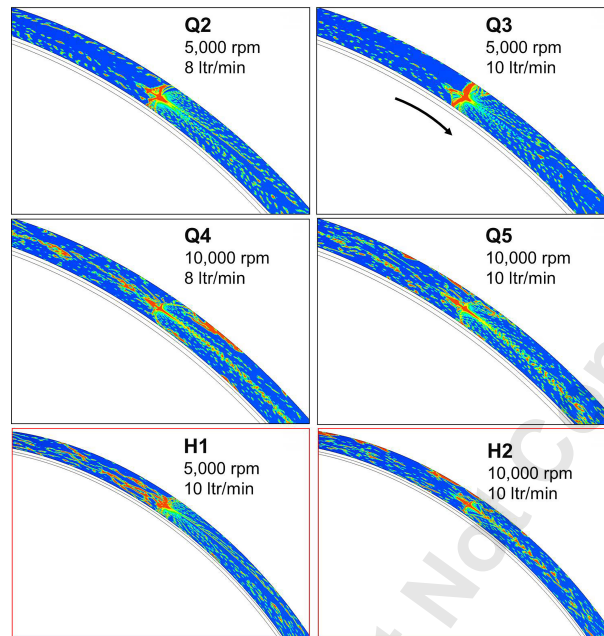 Q2
5,000 rpm
8 ltr/min
Q3
5,000 rpm
10 ltr/min
Q4
10,000 rpm
8 ltr/min
Q5
10,000 rpm
10 ltr/min
H1
5,000 rpm
10 ltr/min
H2
10,000 rpm
10 ltr/min
Not